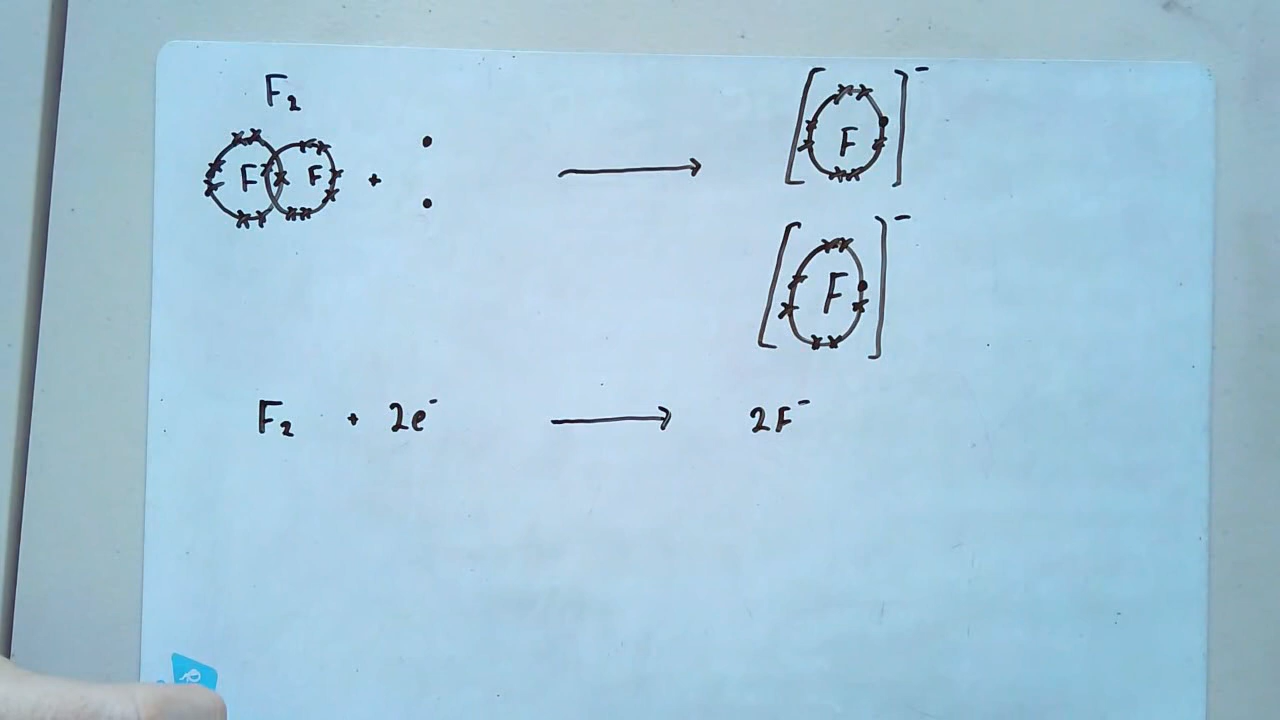 F₂
F F + ⟶ [F]⁻
[F]⁻
F₂ + 2e⁻ ⟶ 2F⁻